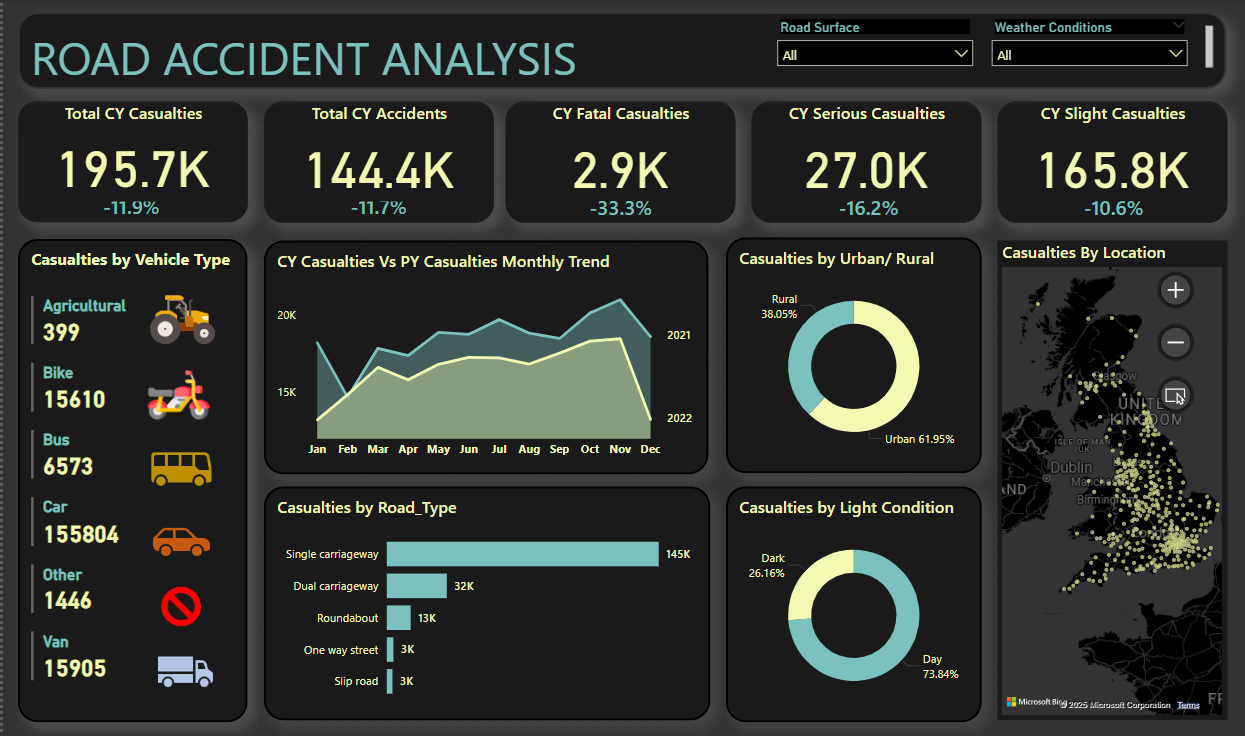 ROAD ACCIDENT ANALYSIS
Road Surface
All
Weather Conditions
All
Total CY Casualties
195.7K
-11.9%
Total CY Accidents
144.4K
-11.7%
CY Fatal Casualties
2.9K
-33.3%
CY Serious Casualties
27.0K
-16.2%
CY Slight Casualties
165.8K
-10.6%
Casualties by Vehicle Type
Agricultural
399
Bike
15610
Bus
6573
Car
155804
Other
1446
Van
15905
CY Casualties Vs PY Casualties Monthly Trend
20K
15K
2021
2022
Jan Feb Mar Apr May Jun Jul Aug Sep Oct Nov Dec
Casualties by Road_Type
Single carriageway 145K
Dual carriageway 32K
Roundabout 13K
One way street 3K
Slip road 3K
Casualties by Urban/ Rural
Rural
38.05%
Urban 61.95%
Casualties by Light Condition
Dark
26.16%
Day
73.84%
Casualties By Location
+
−
Glasgow
UNITED
KINGDOM
ISLE OF MAN
UK
Dublin
AND
Microsoft Bing
© 2025 Microsoft Corporation Terms
FR